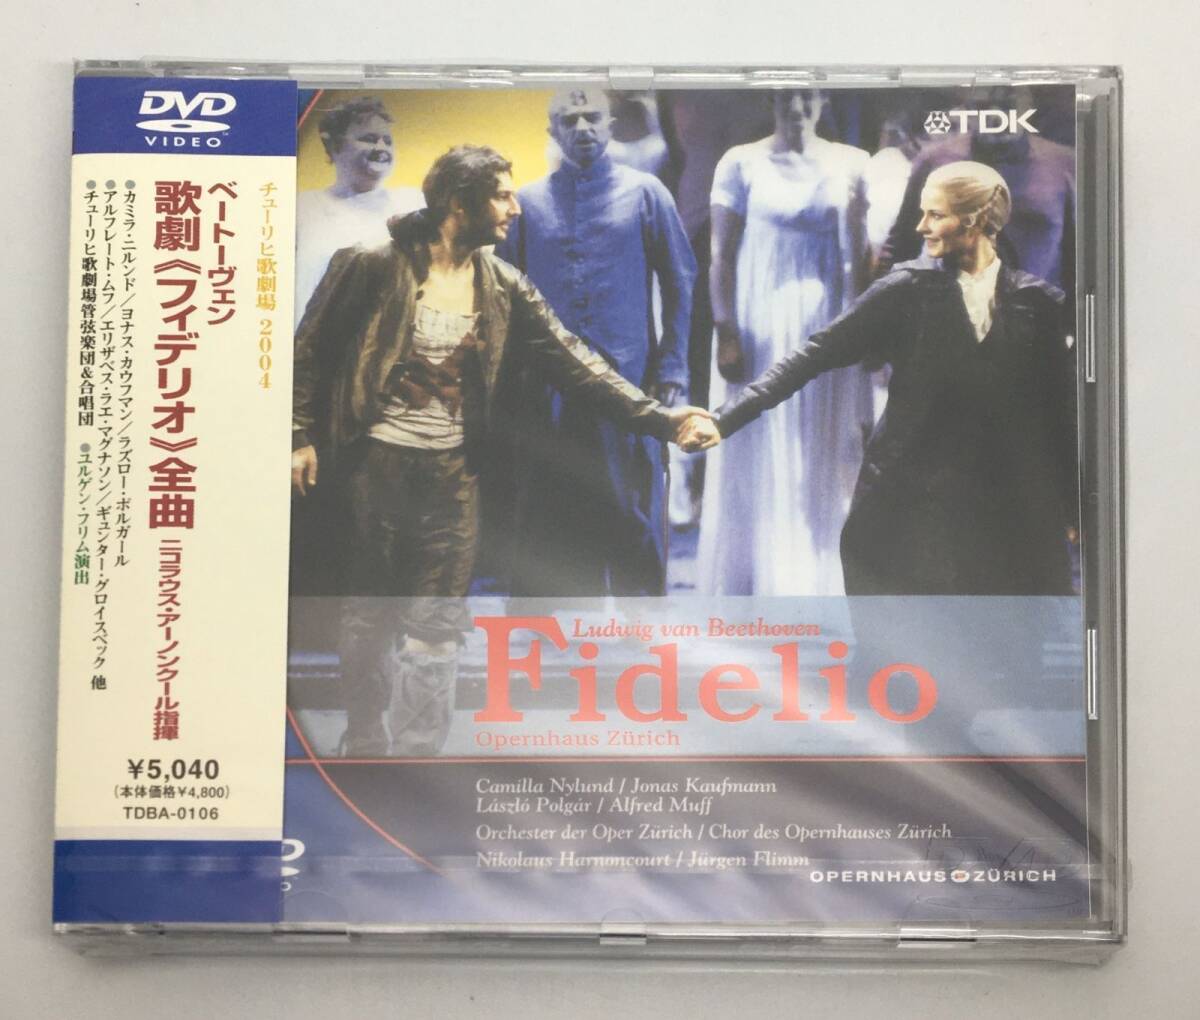 DVD
VIDEO
チューリヒ歌劇場 2004
ベートーヴェン
歌劇《フィデリオ》全曲 ニコラウス・アーノンクール指揮
●カミラ・ニルンド/ヨナス・カウフマン/ラズロー・ポルガール
●アルフレート・ムフ/エリザベス・ラエ・マグナソン/ギュンター・グロイスベック 他
●チューリヒ歌劇場管弦楽団&合唱団 ●ユルゲン・フリム演出
¥5,040
(本体価格¥4,800)
TDBA-0106
TDK
Ludwig van Beethoven
Fidelio
Opernhaus Zürich
Camilla Nylund / Jonas Kaufmann
László Polgár / Alfred Muff
Orchester der Oper Zürich / Chor des Opernhauses Zürich
Nikolaus Harnoncourt / Jürgen Flimm
OPERNHAUS ZÜRICH